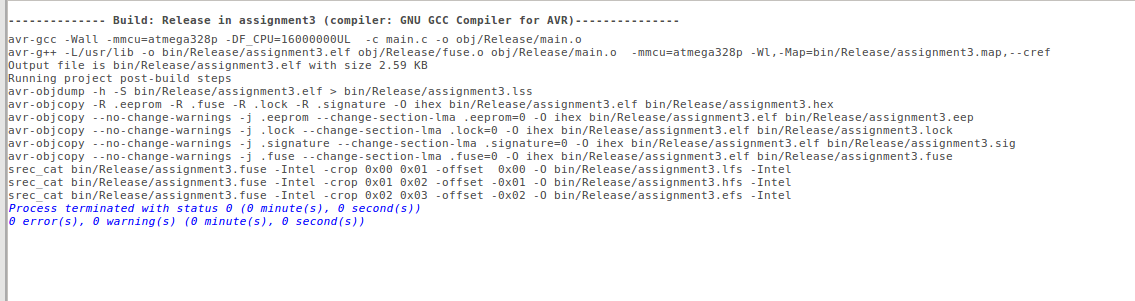 -------------- Build: Release in assignment3 (compiler: GNU GCC Compiler for AVR)---------------
avr-gcc -Wall -mmcu=atmega328p -DF_CPU=16000000UL  -c main.c -o obj/Release/main.o
avr-g++ -L/usr/lib -o bin/Release/assignment3.elf obj/Release/fuse.o obj/Release/main.o  -mmcu=atmega328p -Wl,-Map=bin/Release/assignment3.map,--cref
Output file is bin/Release/assignment3.elf with size 2.59 KB
Running project post-build steps
avr-objdump -h -S bin/Release/assignment3.elf > bin/Release/assignment3.lss
avr-objcopy -R .eeprom -R .fuse -R .lock -R .signature -O ihex bin/Release/assignment3.elf bin/Release/assignment3.hex
avr-objcopy --no-change-warnings -j .eeprom --change-section-lma .eeprom=0 -O ihex bin/Release/assignment3.elf bin/Release/assignment3.eep
avr-objcopy --no-change-warnings -j .lock --change-section-lma .lock=0 -O ihex bin/Release/assignment3.elf bin/Release/assignment3.lock
avr-objcopy --no-change-warnings -j .signature --change-section-lma .signature=0 -O ihex bin/Release/assignment3.elf bin/Release/assignment3.sig
avr-objcopy --no-change-warnings -j .fuse --change-section-lma .fuse=0 -O ihex bin/Release/assignment3.elf bin/Release/assignment3.fuse
srec_cat bin/Release/assignment3.fuse -Intel -crop 0x00 0x01 -offset  0x00 -O bin/Release/assignment3.lfs -Intel
srec_cat bin/Release/assignment3.fuse -Intel -crop 0x01 0x02 -offset -0x01 -O bin/Release/assignment3.hfs -Intel
srec_cat bin/Release/assignment3.fuse -Intel -crop 0x02 0x03 -offset -0x02 -O bin/Release/assignment3.efs -Intel
Process terminated with status 0 (0 minute(s), 0 second(s))
0 error(s), 0 warning(s) (0 minute(s), 0 second(s))